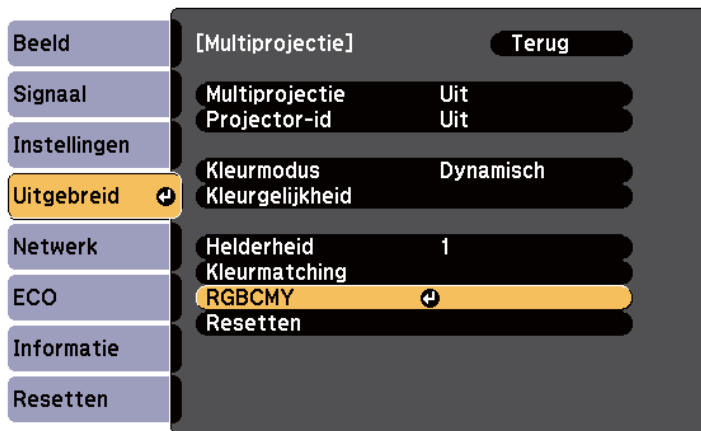 Beeld
Signaal
Instellingen
Uitgebreid
Netwerk
ECO
Informatie
Resetten
[Multiprojectie] Terug
Multiprojectie Uit
Projector-id Uit
Kleurmodus Dynamisch
Kleurgelijkheid
Helderheid 1
Kleurmatching
RGBCMY
Resetten